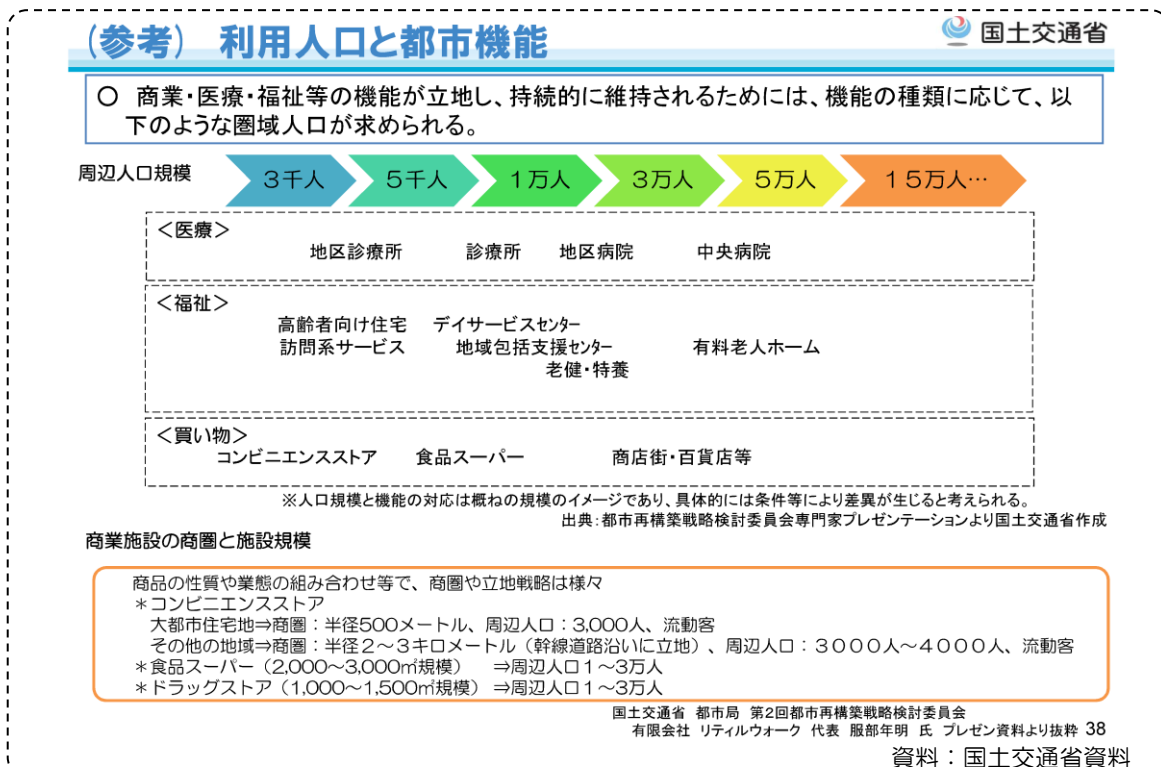 (参考) 利用人口と都市機能
国土交通省
○ 商業・医療・福祉等の機能が立地し、持続的に維持されるためには、機能の種類に応じて、以
下のような圏域人口が求められる。
周辺人口規模 3千人 5千人 1万人 3万人 5万人 15万人…
＜医療＞
地区診療所 診療所 地区病院 中央病院
＜福祉＞
高齢者向け住宅 デイサービスセンター
訪問系サービス 地域包括支援センター 有料老人ホーム
老健・特養
＜買い物＞
コンビニエンスストア 食品スーパー 商店街・百貨店等
※人口規模と機能の対応は概ねの規模のイメージであり、具体的には条件等により差異が生じると考えられる。
出典：都市再構築戦略検討委員会専門家プレゼンテーションより国土交通省作成
商業施設の商圏と施設規模
商品の性質や業態の組み合わせ等で、商圏や立地戦略は様々
＊コンビニエンスストア
大都市住宅地⇒商圏：半径500メートル、周辺人口：3,000人、流動客
その他の地域⇒商圏：半径２～３キロメートル（幹線道路沿いに立地）、周辺人口：３０００人～４０００人、流動客
＊食品スーパー（2,000～3,000㎡規模） ⇒周辺人口１～3万人
＊ドラッグストア（1,000～1,500㎡規模） ⇒周辺人口１～3万人
国土交通省 都市局 第2回都市再構築戦略検討委員会
有限会社 リティルウォーク 代表 服部年明 氏 プレゼン資料より抜粋 38
資料：国土交通省資料